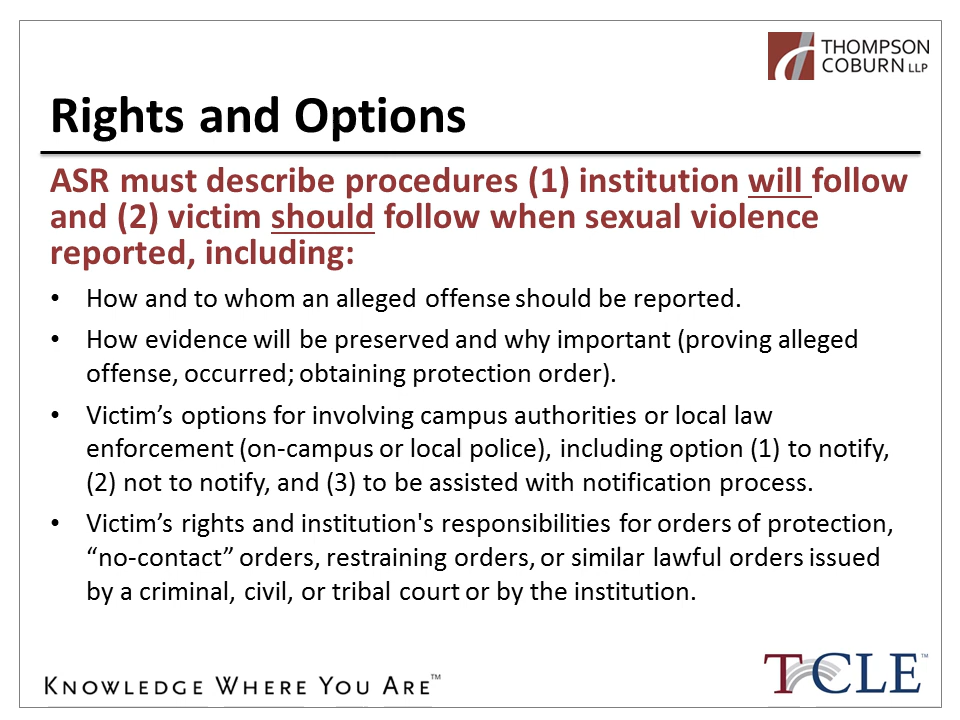 THOMPSON
COBURN LLP
Rights and Options
ASR must describe procedures (1) institution will follow
and (2) victim should follow when sexual violence
reported, including:
• How and to whom an alleged offense should be reported.
• How evidence will be preserved and why important (proving alleged
offense, occurred; obtaining protection order).
• Victim’s options for involving campus authorities or local law
enforcement (on-campus or local police), including option (1) to notify,
(2) not to notify, and (3) to be assisted with notification process.
• Victim’s rights and institution's responsibilities for orders of protection,
“no-contact” orders, restraining orders, or similar lawful orders issued
by a criminal, civil, or tribal court or by the institution.
KNOWLEDGE WHERE YOU ARE™
TCLE™